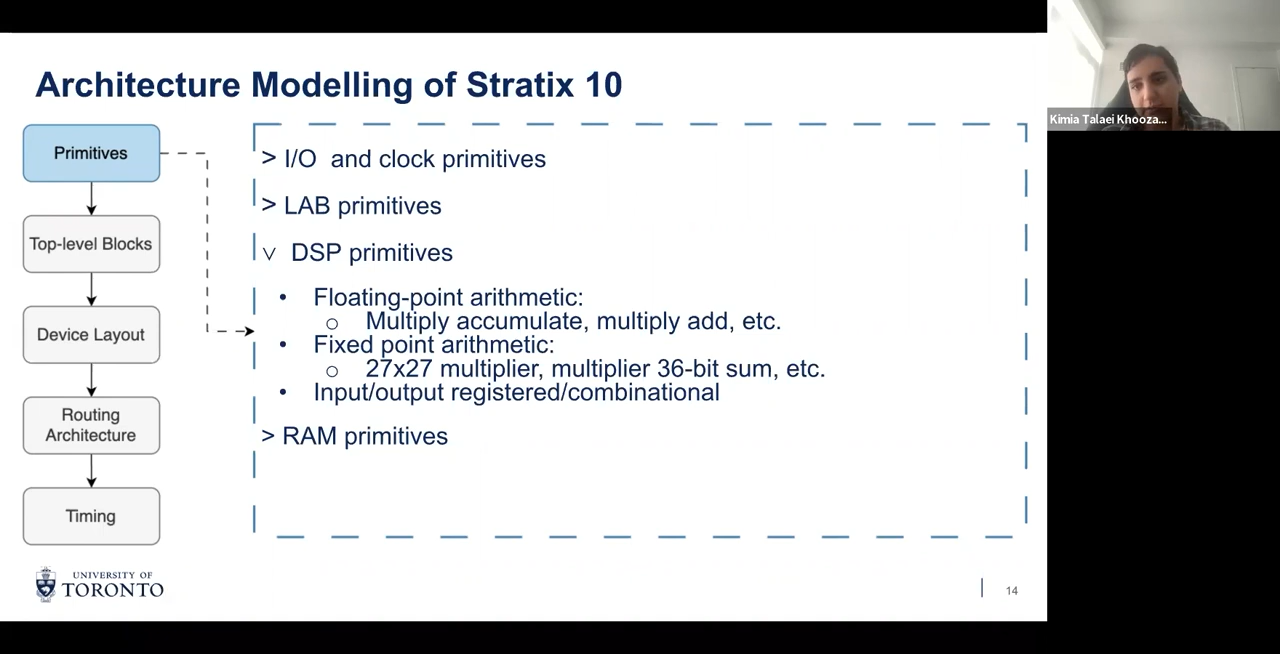 Architecture Modelling of Stratix 10
Primitives
Top-level Blocks
Device Layout
Routing
Architecture
Timing
> I/O and clock primitives
> LAB primitives
v DSP primitives
• Floating-point arithmetic:
o Multiply accumulate, multiply add, etc.
• Fixed point arithmetic:
o 27x27 multiplier, multiplier 36-bit sum, etc.
• Input/output registered/combinational
> RAM primitives
UNIVERSITY OF
TORONTO
14
Kimia Talaei Khooza...